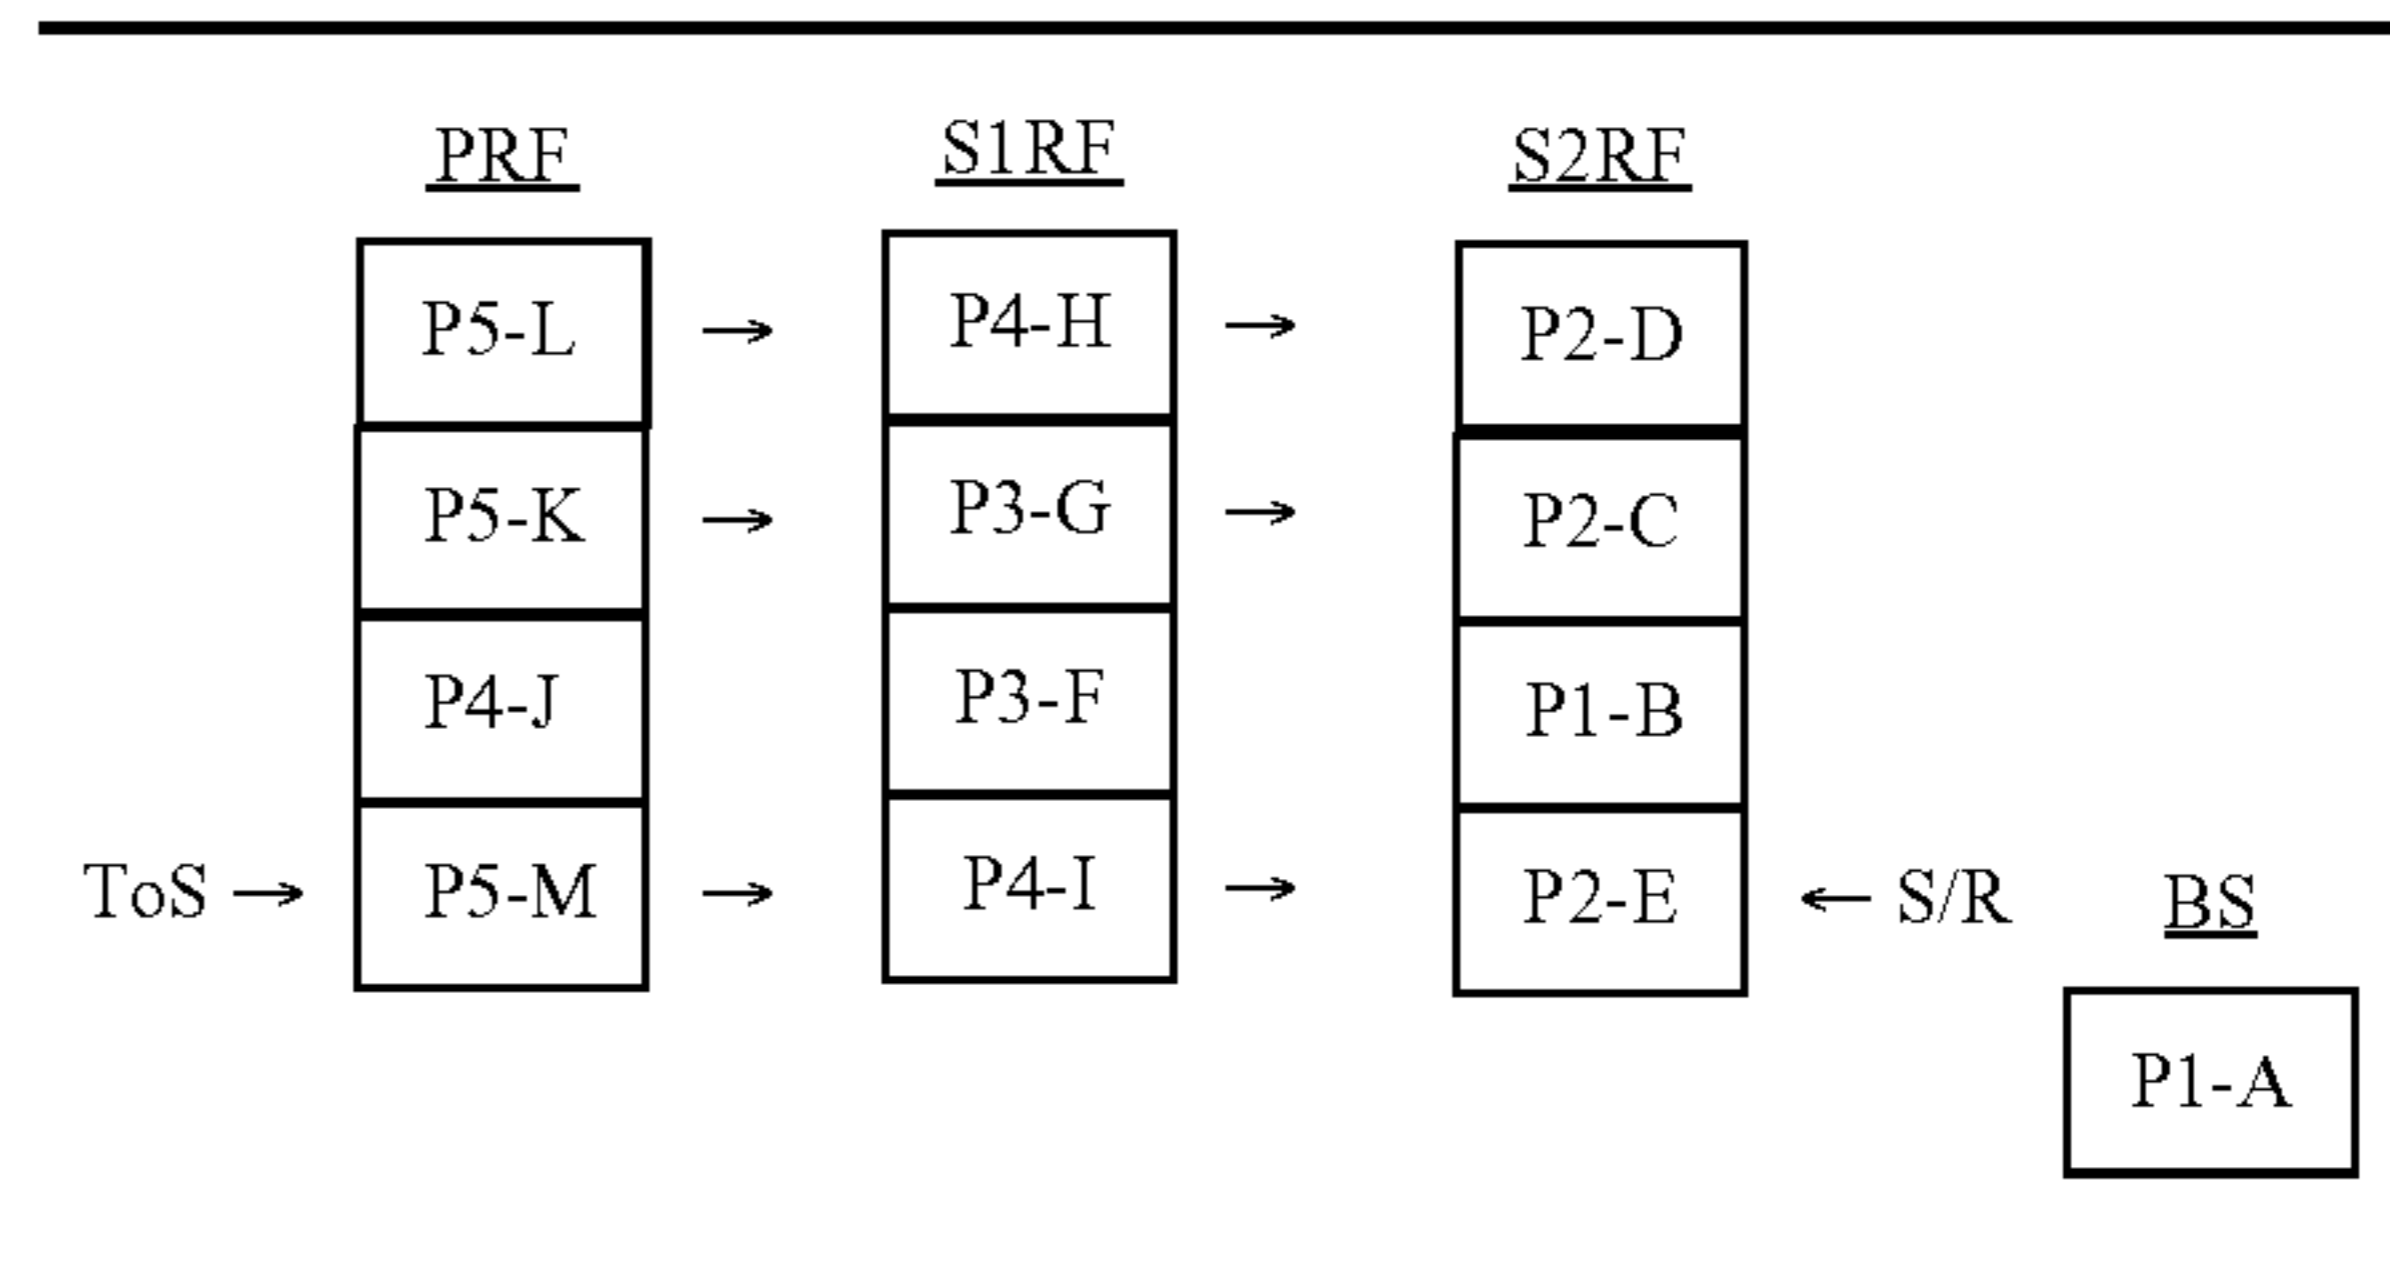 PRF S1RF S2RF
P5-L → P4-H → P2-D
P5-K → P3-G → P2-C
P4-J P3-F P1-B
ToS → P5-M → P4-I → P2-E ← S/R BS
P1-A